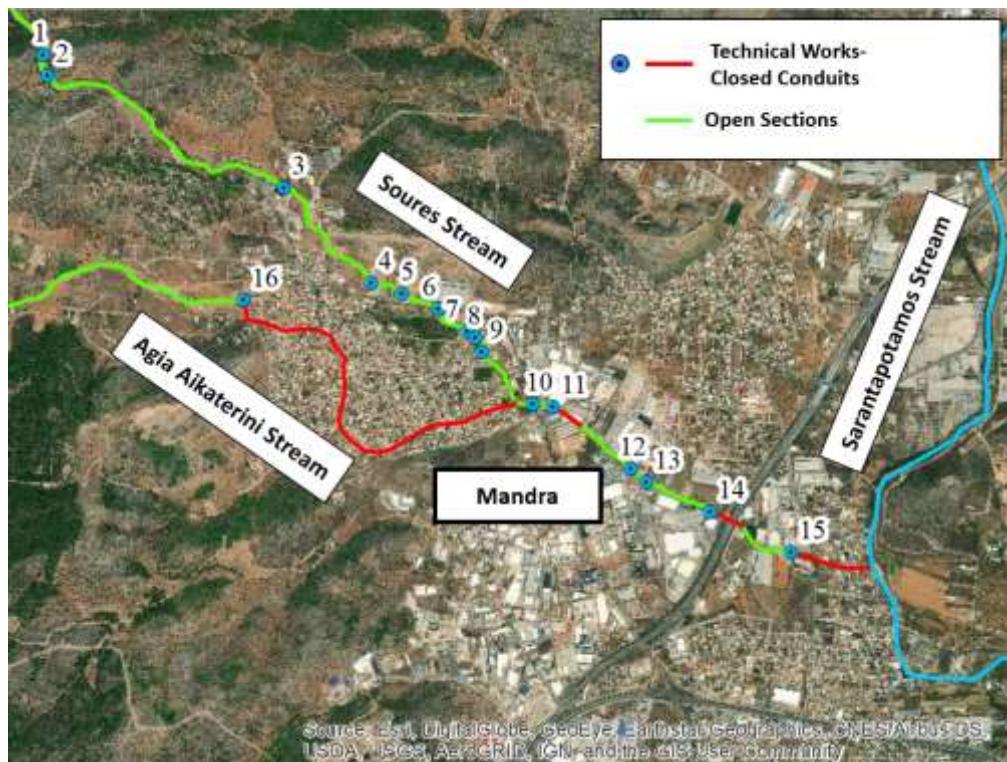 1
2
Technical Works-
Closed Conduits
Open Sections
3
Soures Stream
Sarantapotamos Stream
16
4
5
6
7
8
9
Agia Aikaterini Stream
10
11
12
13
Mandra
14
15
Source: Esri, DigitalGlobe, GeoEye, Earthstar Geographics, CNES/Airbus DS,
USDA, USGS, AeroGRID, IGN, and the GIS User Community